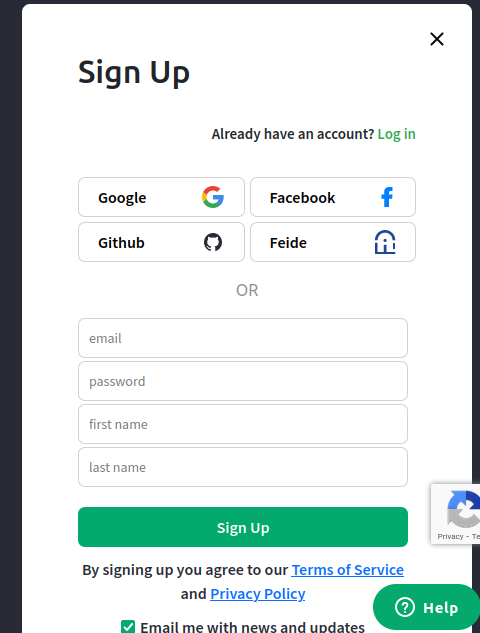 Sign Up
Already have an account? Log in
Google
Facebook
Github
Feide
OR
email
password
first name
last name
Sign Up
Privacy - Te
By signing up you agree to our Terms of Service
and Privacy Policy
Help
Email me with news and updates